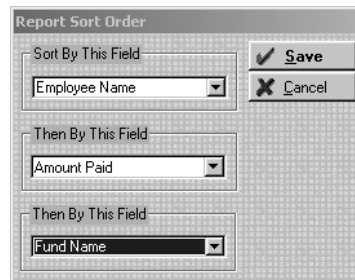 Report Sort Order
Sort By This Field
Employee Name
Then By This Field
Amount Paid
Then By This Field
Fund Name
Save
Cancel